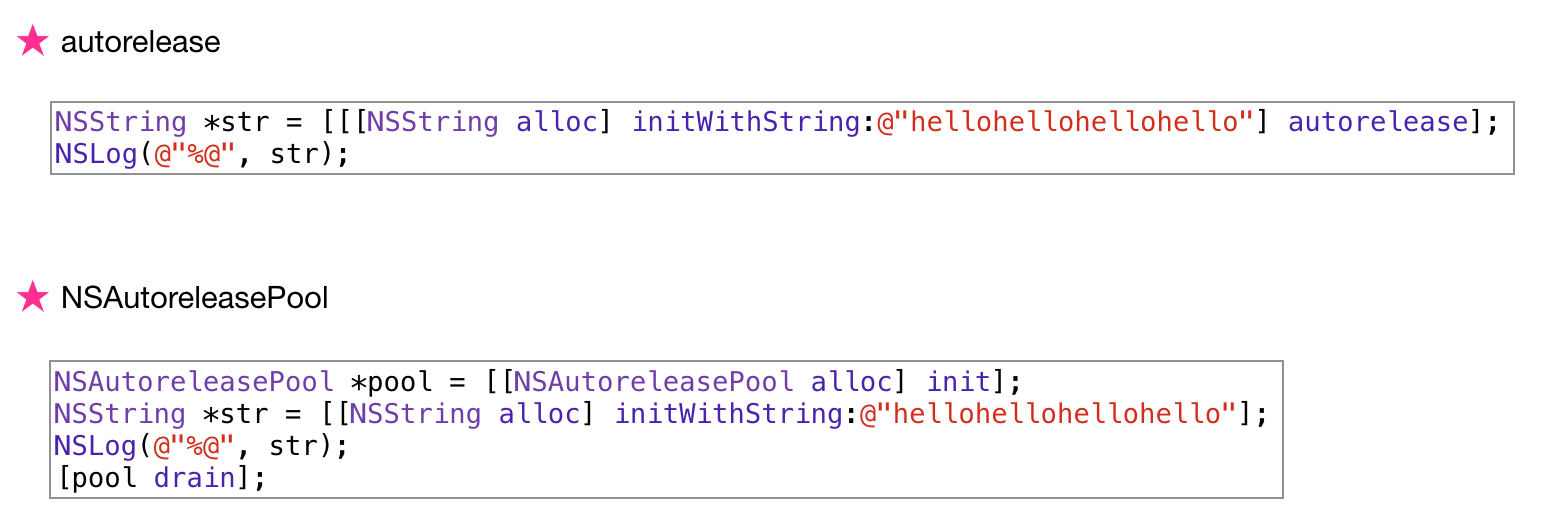 autorelease
NSString *str = [[[NSString alloc] initWithString:@"hellohellohellohello"] autorelease];
NSLog(@"%@", str);
NSAutoreleasePool
NSAutoreleasePool *pool = [[NSAutoreleasePool alloc] init];
NSString *str = [[NSString alloc] initWithString:@"hellohellohellohello"];
NSLog(@"%@", str);
[pool drain];